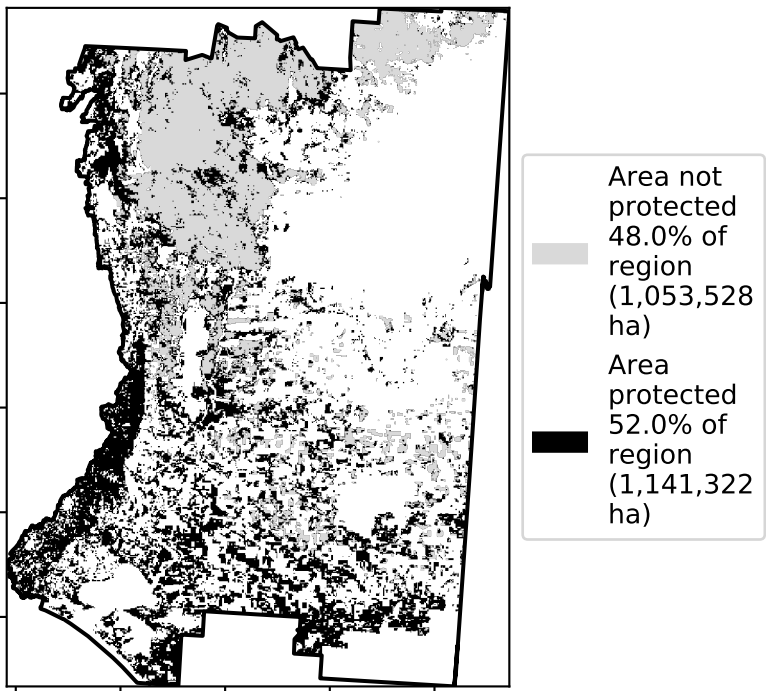 Area not
protected
48.0% of
region
(1,053,528
ha)
Area
protected
52.0% of
region
(1,141,322
ha)